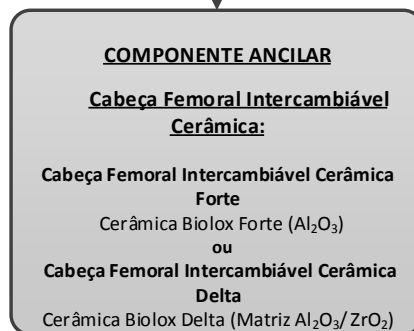 COMPONENTE ANCILAR
Cabeça Femoral Intercambiável
Cerâmica:
Cabeça Femoral Intercambiável Cerâmica
Forte
Cerâmica Biolox Forte (Al₂O₃)
ou
Cabeça Femoral Intercambiável Cerâmica
Delta
Cerâmica Biolox Delta (Matriz Al₂O₃/ ZrO₂)